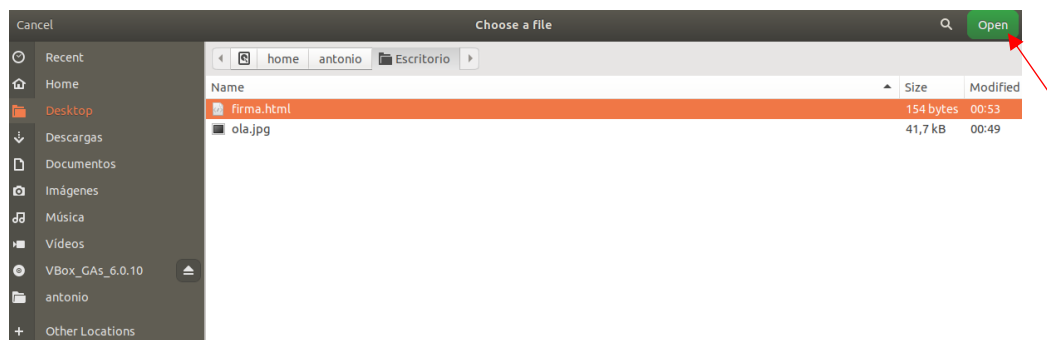 Cancel Choose a file Open
Recent
home antonio Escritorio
Home
Name Size Modified
Desktop
firma.html 154 bytes 00:53
ola.jpg 41,7 kB 00:49
Descargas
Documentos
Imágenes
Música
Vídeos
VBox_GAs_6.0.10
antonio
+ Other Locations